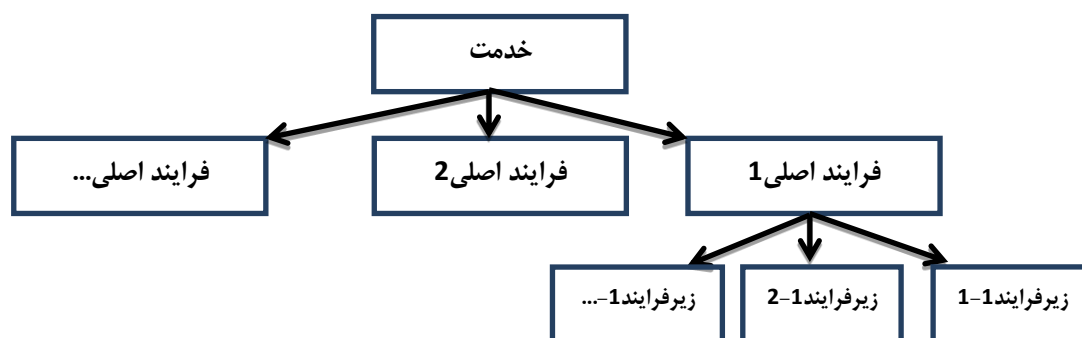 خدمت
فرایند اصلی1
فرایند اصلی2
فرایند اصلی...
زیرفرایند1-1
زیرفرایند1-2
زیرفرایند1-...